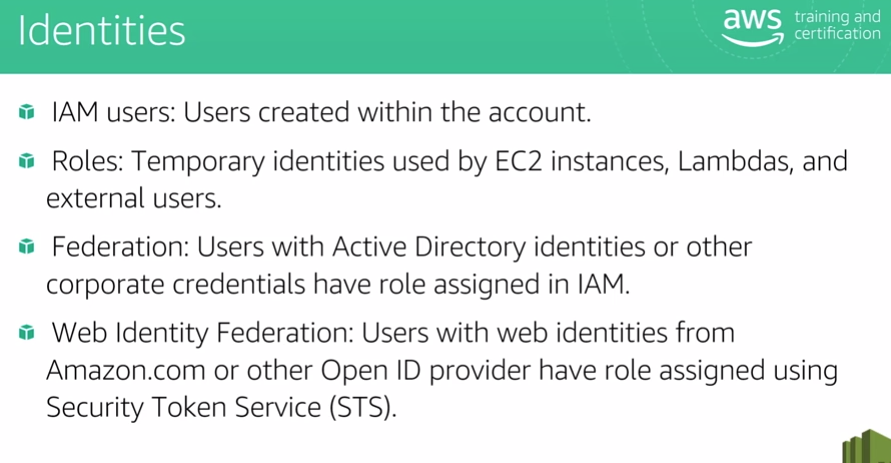 Identities
aws
training and
certification
IAM users: Users created within the account.
Roles: Temporary identities used by EC2 instances, Lambdas, and
external users.
Federation: Users with Active Directory identities or other
corporate credentials have role assigned in IAM.
Web Identity Federation: Users with web identities from
Amazon.com or other Open ID provider have role assigned using
Security Token Service (STS).